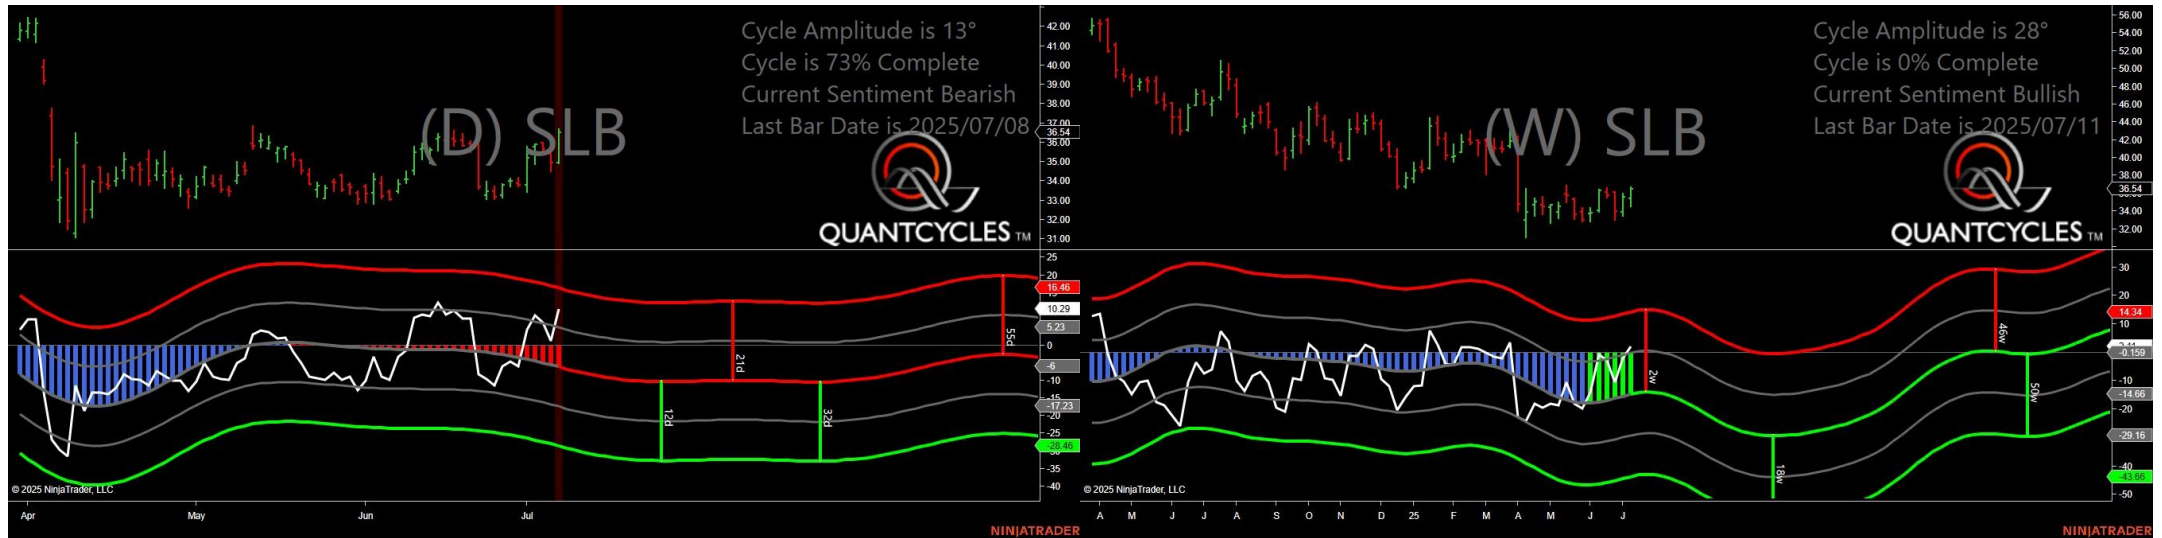 Cycle Amplitude is 13°
Cycle is 73% Complete
Current Sentiment Bearish
Last Bar Date is 2025/07/08
(D) SLB
QUANTCYCLES TM
42.00
41.00
40.00
39.00
38.00
37.00
36.54
35.00
34.00
33.00
32.00
31.00
25
20
16.46
10.29
5.23
0
-6
-10
-17.23
-20
-25
-28.46
-35
-40
21d
55d
12d
32d
© 2025 NinjaTrader, LLC
Apr May Jun Jul
NINJATRADER
Cycle Amplitude is 28°
Cycle is 0% Complete
Current Sentiment Bullish
Last Bar Date is 2025/07/11
(W) SLB
QUANTCYCLES TM
56.00
54.00
52.00
50.00
48.00
46.00
44.00
42.00
40.00
38.00
36.54
34.00
32.00
30
20
14.34
10
-0.159
-10
-14.66
-20
-29.16
-40
-43.66
-50
2w
46w
50w
18w
© 2025 NinjaTrader, LLC
A M J J A S O N D 25 F M A M J J
NINJATRADER